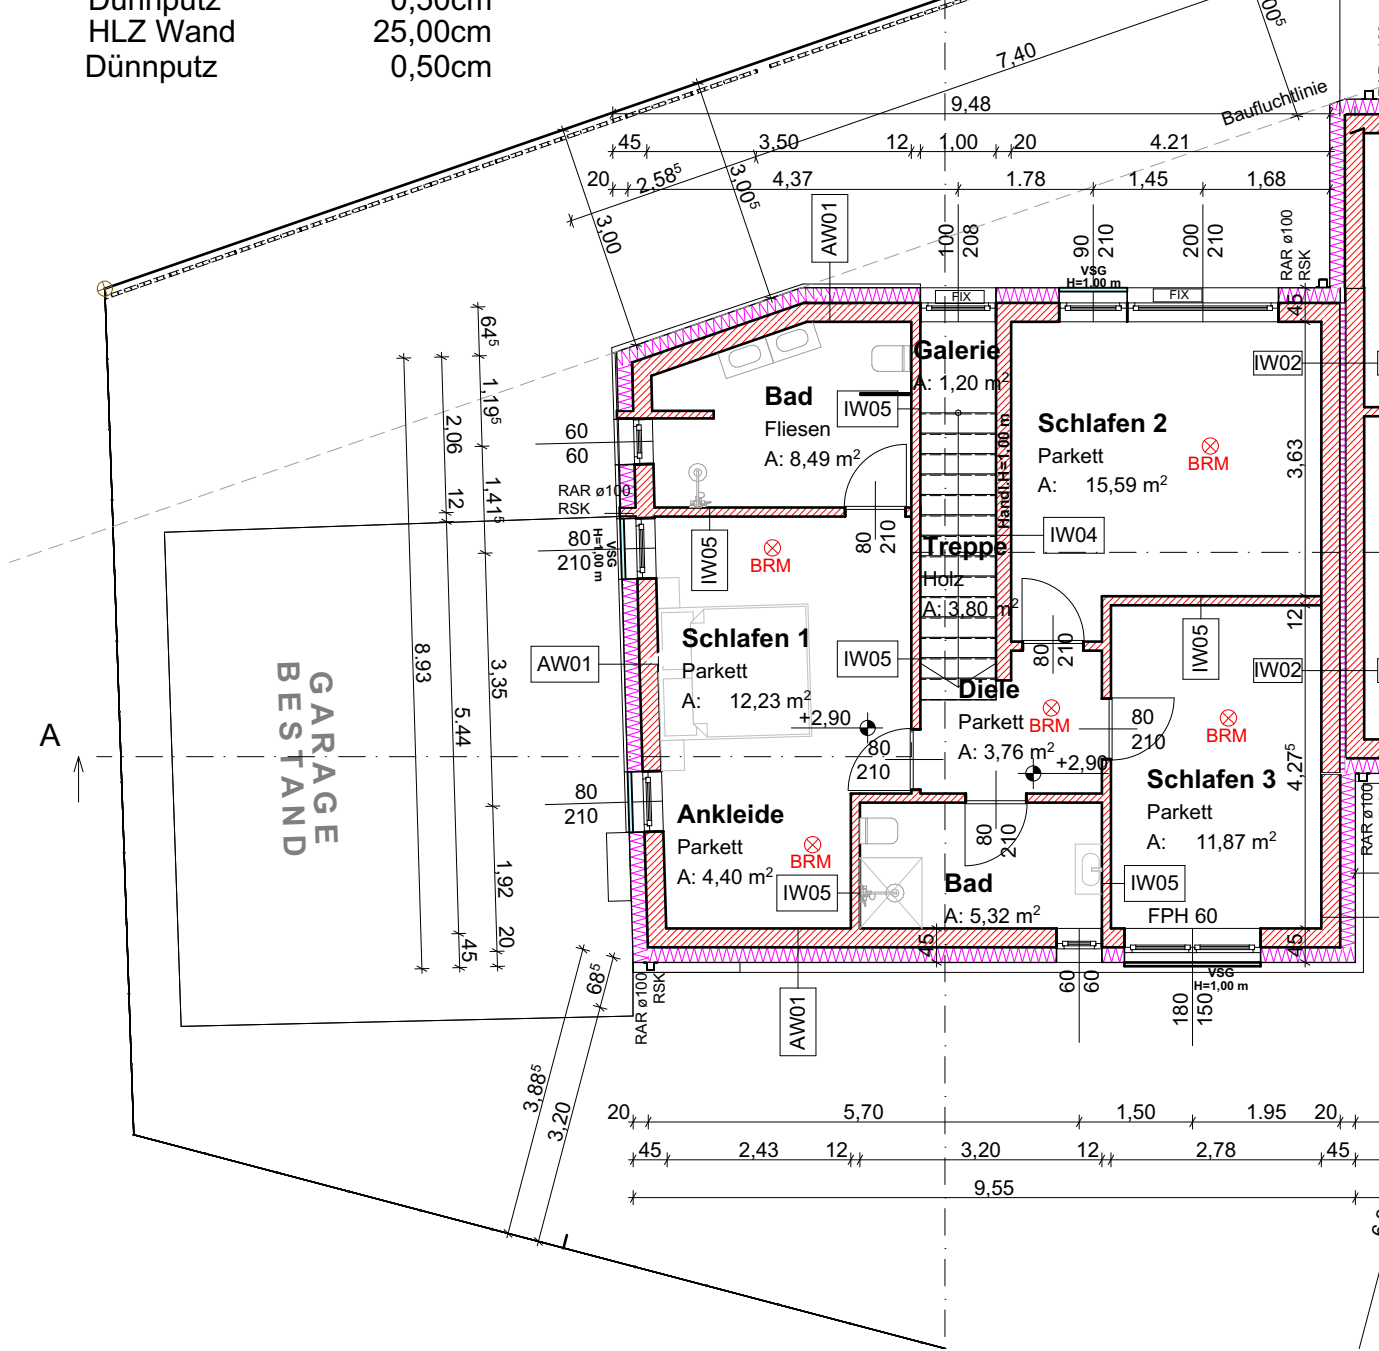 Dünnputz 0,50cm
HLZ Wand 25,00cm
Dünnputz 0,50cm
7,40
9,48
Baufluchtlinie
45 3,50 12 1,00 20 4.21
20 2,58⁵ 4,37 1.78 1,45 1,68
3,00⁵
3,00
AW01
100
208
90
210
200
210
RAR ø100
RSK
VSG
H=1,00 m
FIX
FIX
45
64⁵
1,19⁵
2,06
12
1,41⁵
8.93
5.44
3,35
1,92
20
45
Galerie
A: 1,20 m²
IW02
Bad
Fliesen
A: 8,49 m²
IW05
Schlafen 2
Parkett
A: 15,59 m²
BRM
3,63
Handl.H=1,00 m
60
60
RAR ø100
RSK
80
210
VSG
H=1,00 m
IW05
BRM
80
210
Treppe
Holz
A: 3,80 m²
IW04
12
Schlafen 1
Parkett
A: 12,23 m²
AW01
IW05
80
210
IW05
IW02
+2,90
Diele
Parkett
A: 3,76 m²
BRM
+2,90
80
210
80
210
BRM
Schlafen 3
Parkett
A: 11,87 m²
4,27⁵
RAR ø100
GARAGE
BESTAND
A
80
210
Ankleide
Parkett
A: 4,40 m²
BRM
IW05
80
210
Bad
A: 5,32 m²
IW05
FPH 60
45
45
VSG
H=1,00 m
68⁵
RAR ø100
RSK
AW01
60
60
180
150
3,88⁵
3,20
20 5,70 1,50 1.95 20
45 2,43 12 3,20 12 2,78 45
9,55